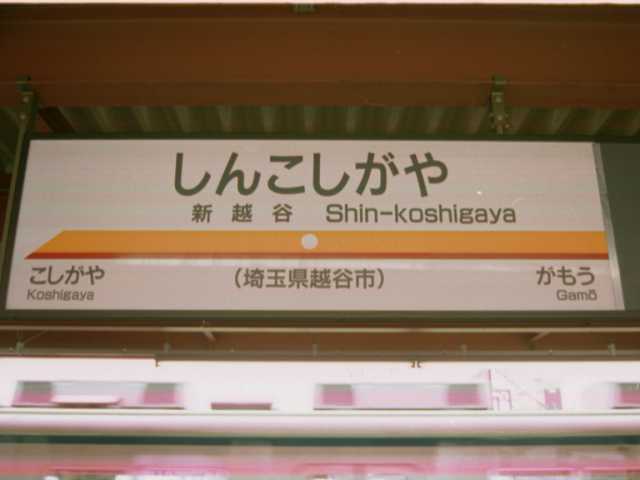 しんこしがや
新越谷 Shin-koshigaya
こしがや (埼玉県越谷市) がもう
Koshigaya Gamō